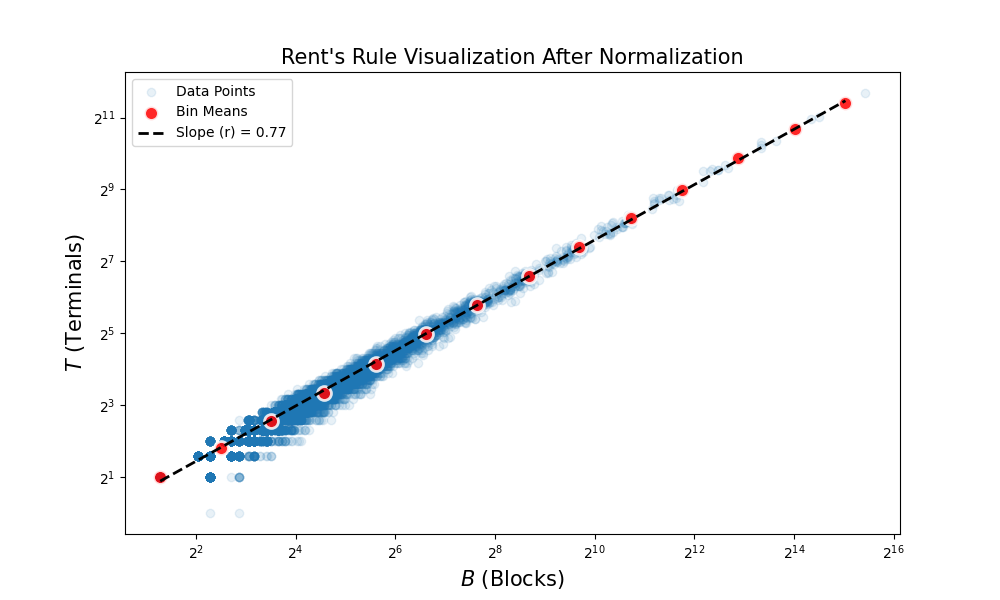 Rent's Rule Visualization After Normalization
Data Points
Bin Means
Slope (r) = 0.77
T (Terminals)
2^11
2^9
2^7
2^5
2^3
2^1
2^2 2^4 2^6 2^8 2^10 2^12 2^14 2^16
B (Blocks)